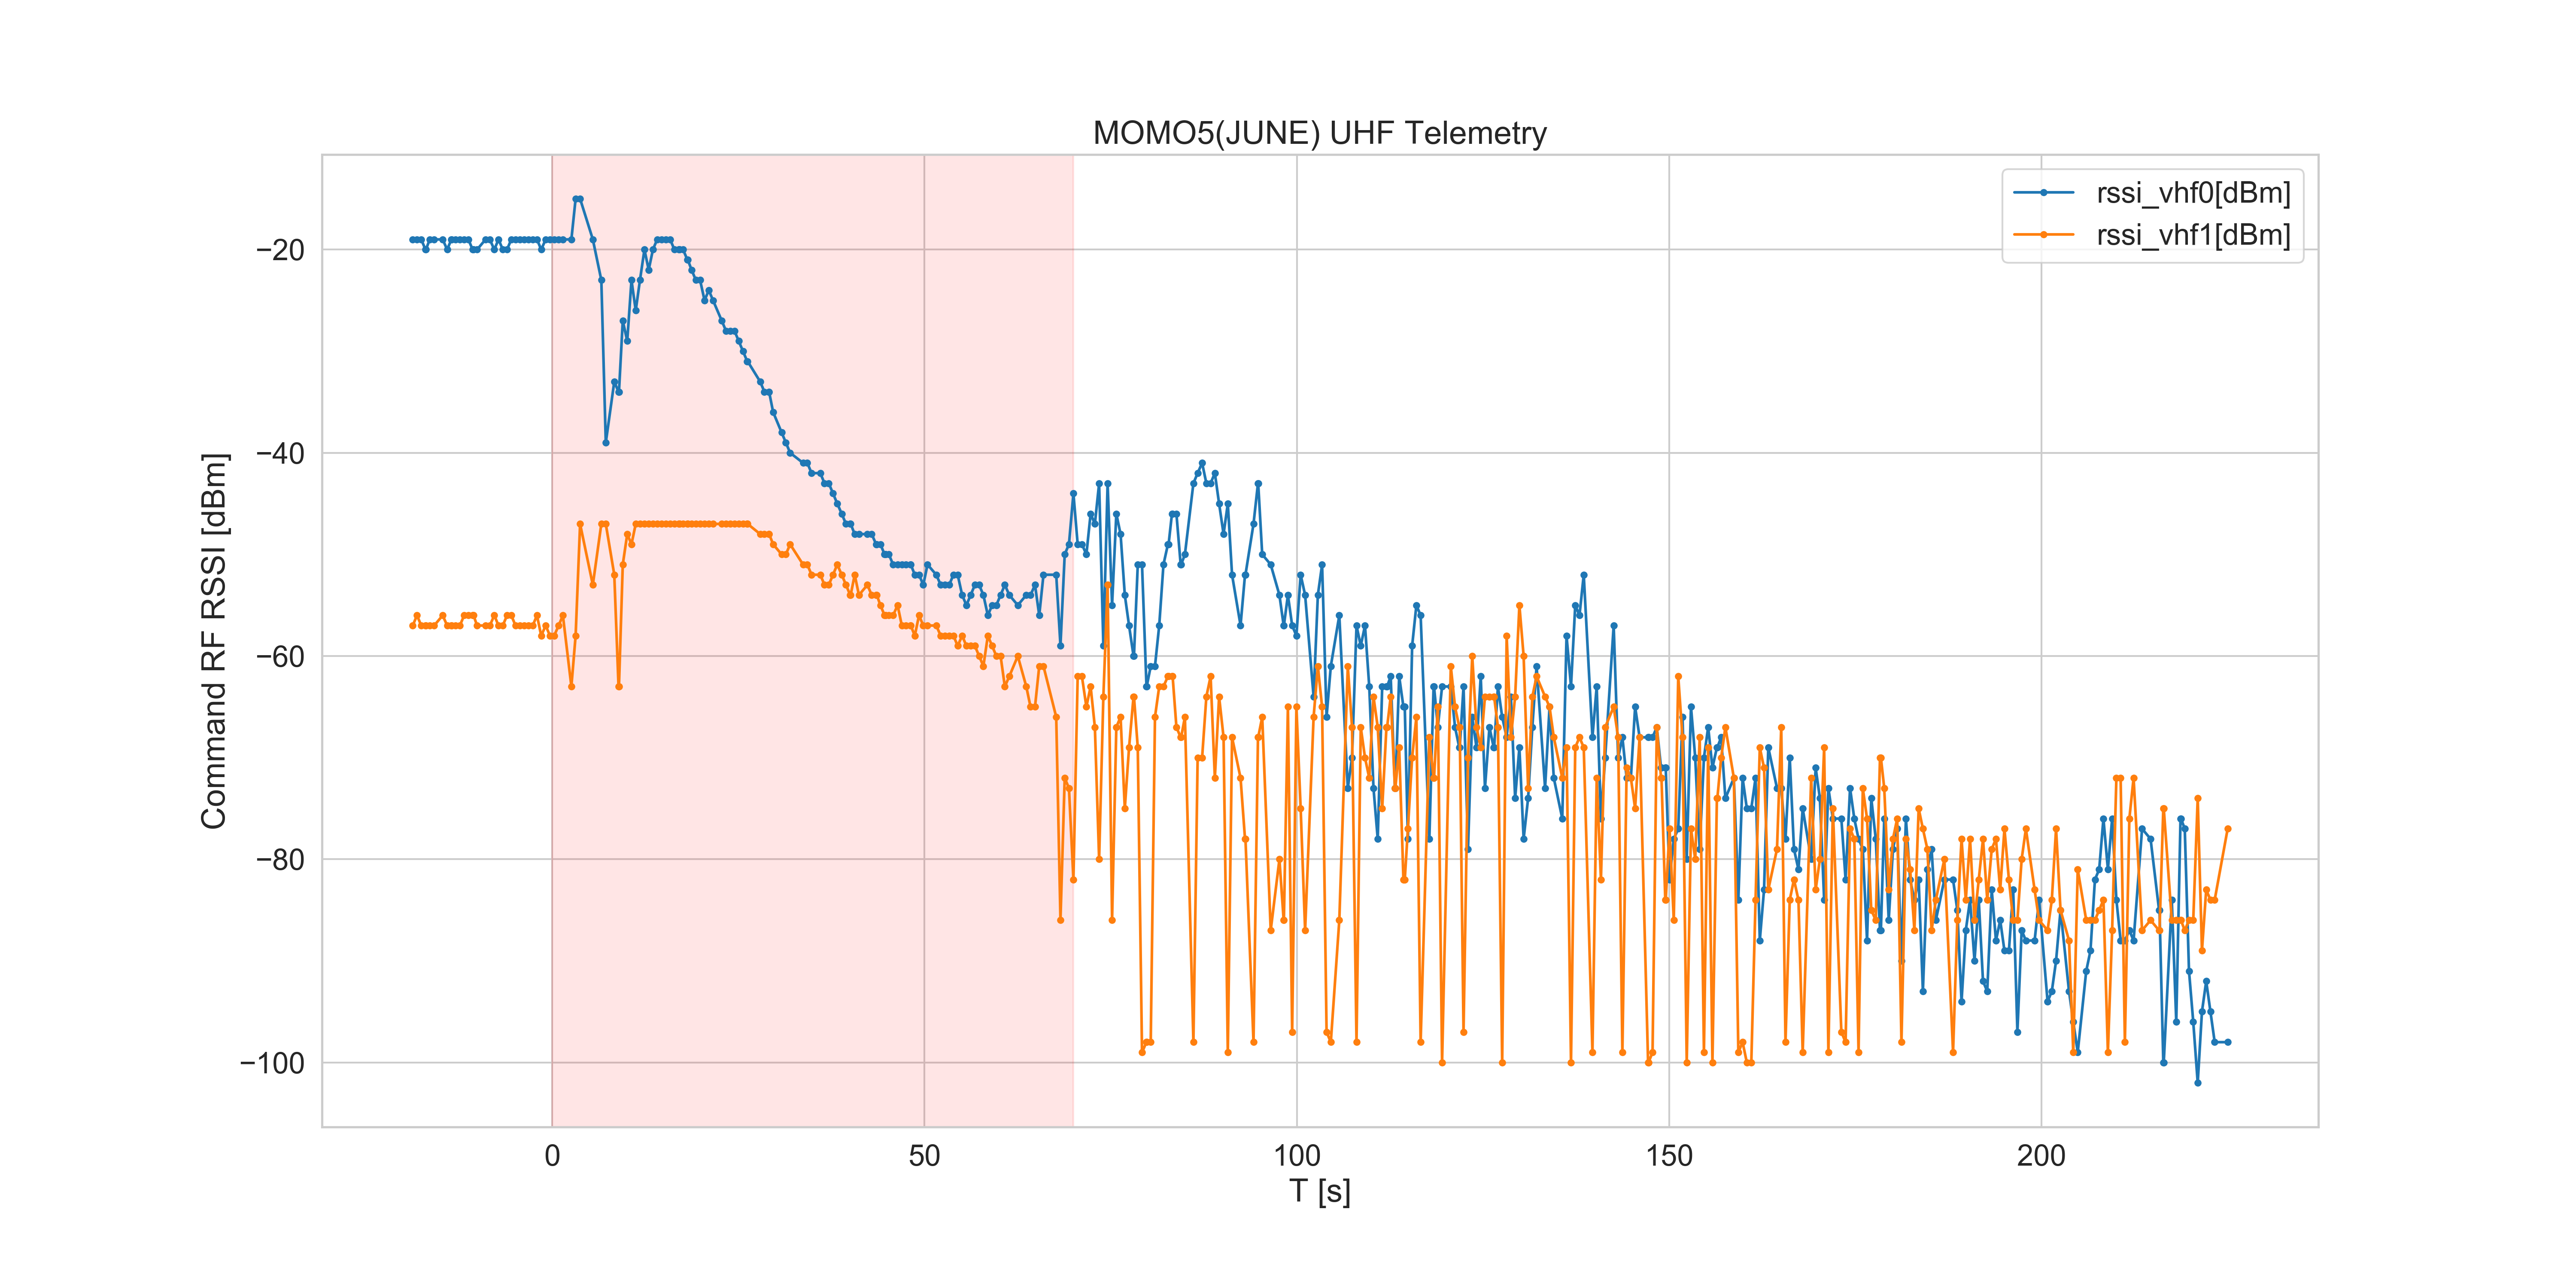 MOMO5(JUNE) UHF Telemetry
rssi_vhf0[dBm]
rssi_vhf1[dBm]
Command RF RSSI [dBm]
−20
−40
−60
−80
−100
0 50 100 150 200
T [s]